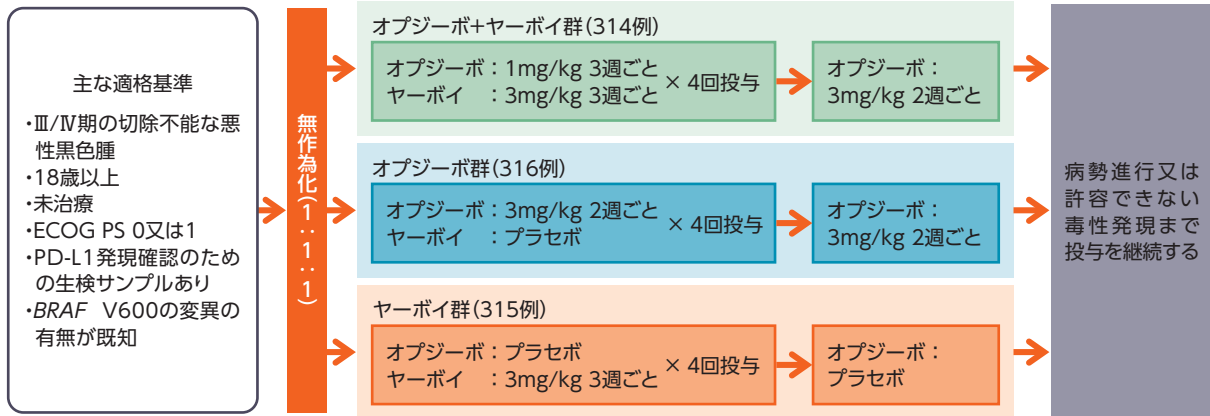 主な適格基準
・Ⅲ/Ⅳ期の切除不能な悪
性黒色腫
・18歳以上
・未治療
・ECOG PS 0又は1
・PD-L1発現確認のため
の生検サンプルあり
・BRAF V600の変異の
有無が既知
無作為化(1:1:1)
オプジーボ+ヤーボイ群(314例)
オプジーボ:1mg/kg 3週ごと
ヤーボイ :3mg/kg 3週ごと
× 4回投与
オプジーボ:
3mg/kg 2週ごと
オプジーボ群(316例)
オプジーボ:3mg/kg 2週ごと
ヤーボイ :プラセボ
× 4回投与
オプジーボ:
3mg/kg 2週ごと
ヤーボイ群(315例)
オプジーボ:プラセボ
ヤーボイ :3mg/kg 3週ごと
× 4回投与
オプジーボ:
プラセボ
病勢進行又は
許容できない
毒性発現まで
投与を継続する